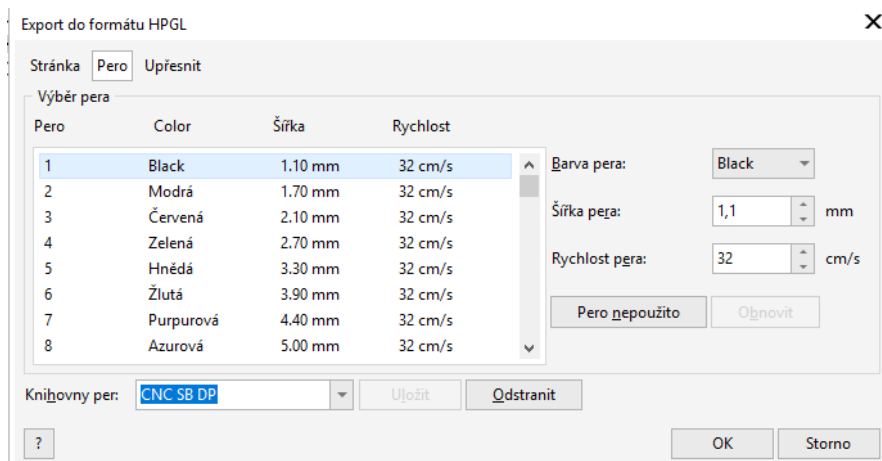 Export do formátu HPGL
Stránka Pero Upřesnit
Výběr pera
Pero Color Šířka Rychlost
1 Black 1.10 mm 32 cm/s
2 Modrá 1.70 mm 32 cm/s
3 Červená 2.10 mm 32 cm/s
4 Zelená 2.70 mm 32 cm/s
5 Hnědá 3.30 mm 32 cm/s
6 Žlutá 3.90 mm 32 cm/s
7 Purpurová 4.40 mm 32 cm/s
8 Azurová 5.00 mm 32 cm/s
Barva pera: Black
Šířka pera: 1,1 mm
Rychlost pera: 32 cm/s
Pero nepoužito Obnovit
Knihovny per: CNC SB DP Uložit Odstranit
? OK Storno